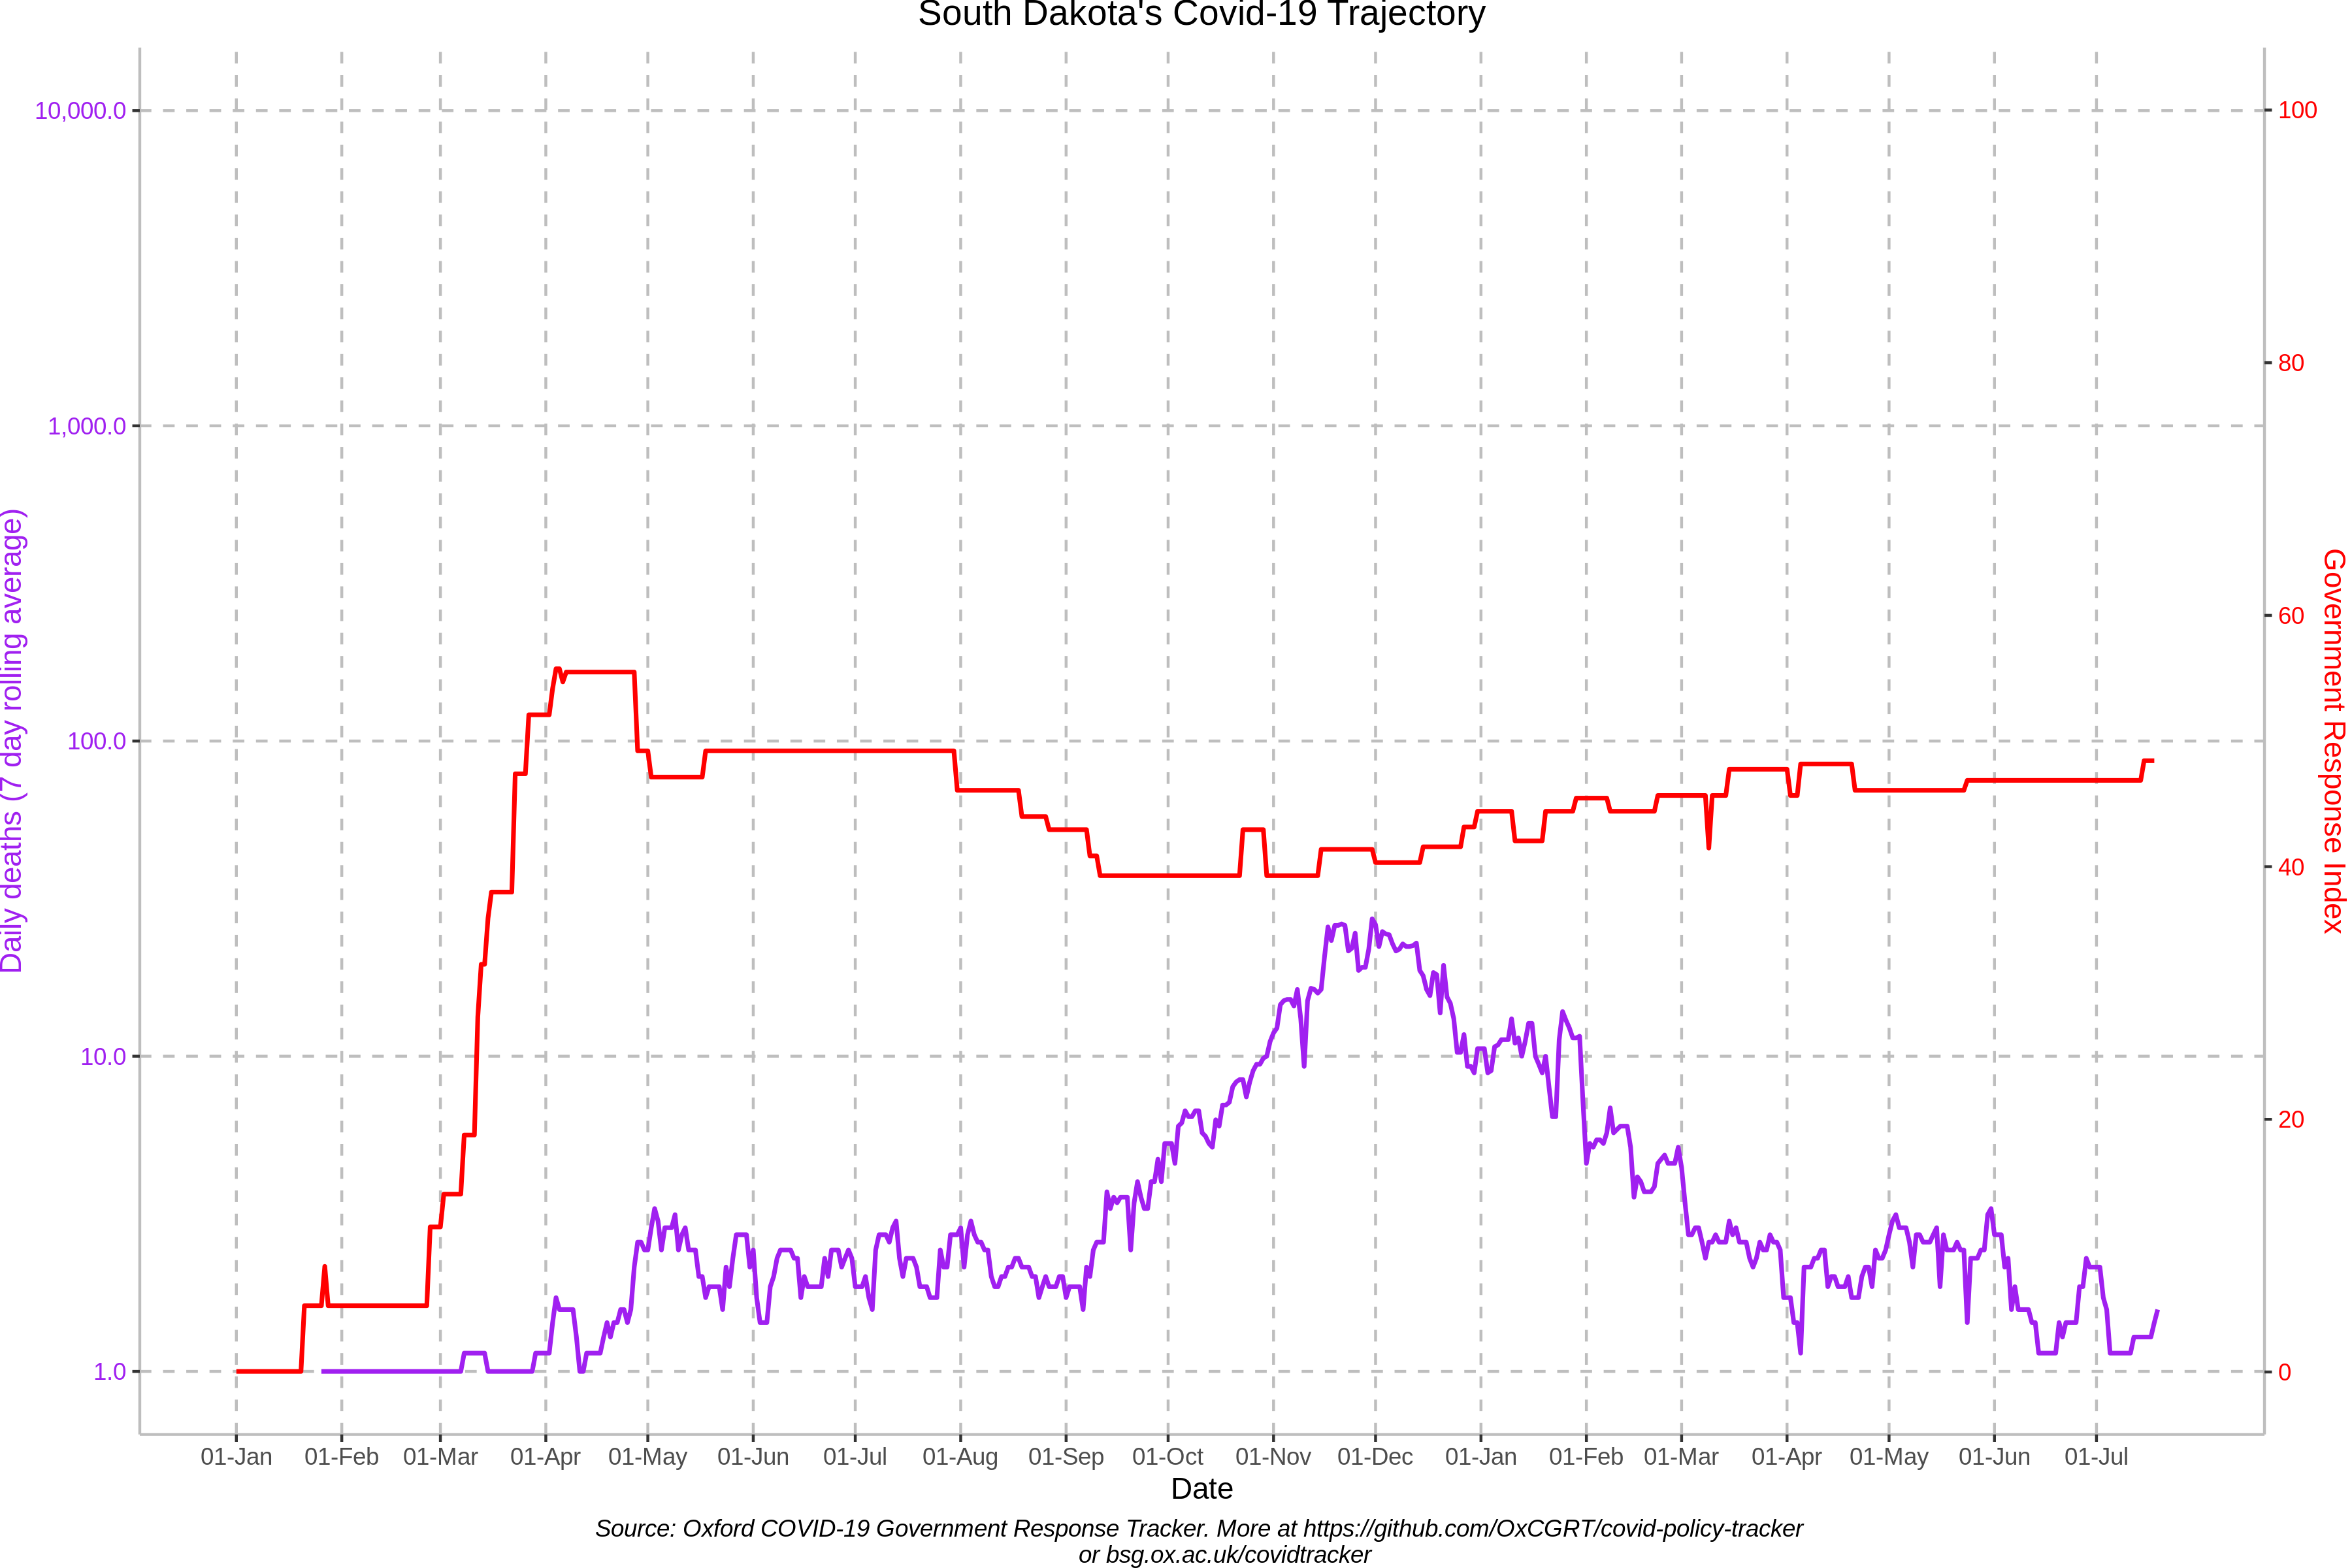 South Dakota's Covid-19 Trajectory
10,000.0
1,000.0
100.0
10.0
1.0
Daily deaths (7 day rolling average)
100
80
60
40
20
0
Government Response Index
01-Jan 01-Feb 01-Mar 01-Apr 01-May 01-Jun 01-Jul 01-Aug 01-Sep 01-Oct 01-Nov 01-Dec 01-Jan 01-Feb 01-Mar 01-Apr 01-May 01-Jun 01-Jul
Date
Source: Oxford COVID-19 Government Response Tracker. More at https://github.com/OxCGRT/covid-policy-tracker
or bsg.ox.ac.uk/covidtracker